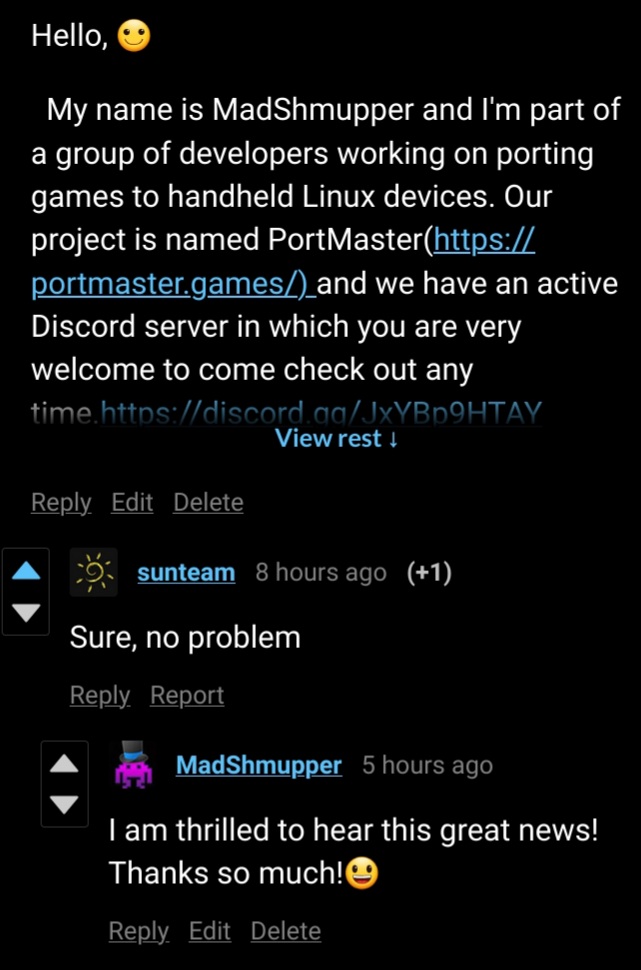 Hello, 🙂
My name is MadShmupper and I'm part of
a group of developers working on porting
games to handheld Linux devices. Our
project is named PortMaster(https://
portmaster.games/) and we have an active
Discord server in which you are very
welcome to come check out any
time.https://discord.gg/JxYBp9HTAY
View rest ↓
Reply Edit Delete
sunteam 8 hours ago (+1)
Sure, no problem
Reply Report
MadShmupper 5 hours ago
I am thrilled to hear this great news!
Thanks so much!😃
Reply Edit Delete